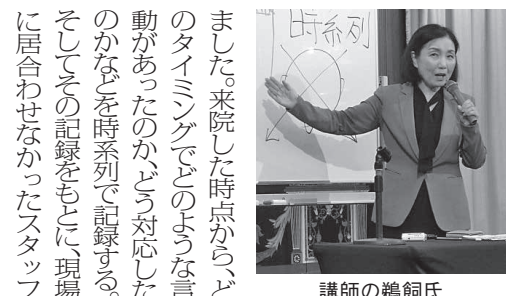 ました。来院した時点から、ど
のタイミングでどのような言
動があったのか、どう対応した
のかなどを時系列で記録する。
そしてその記録をもとに、現場
に居合わせなかったスタッフ
時系列
講師の鵜飼氏